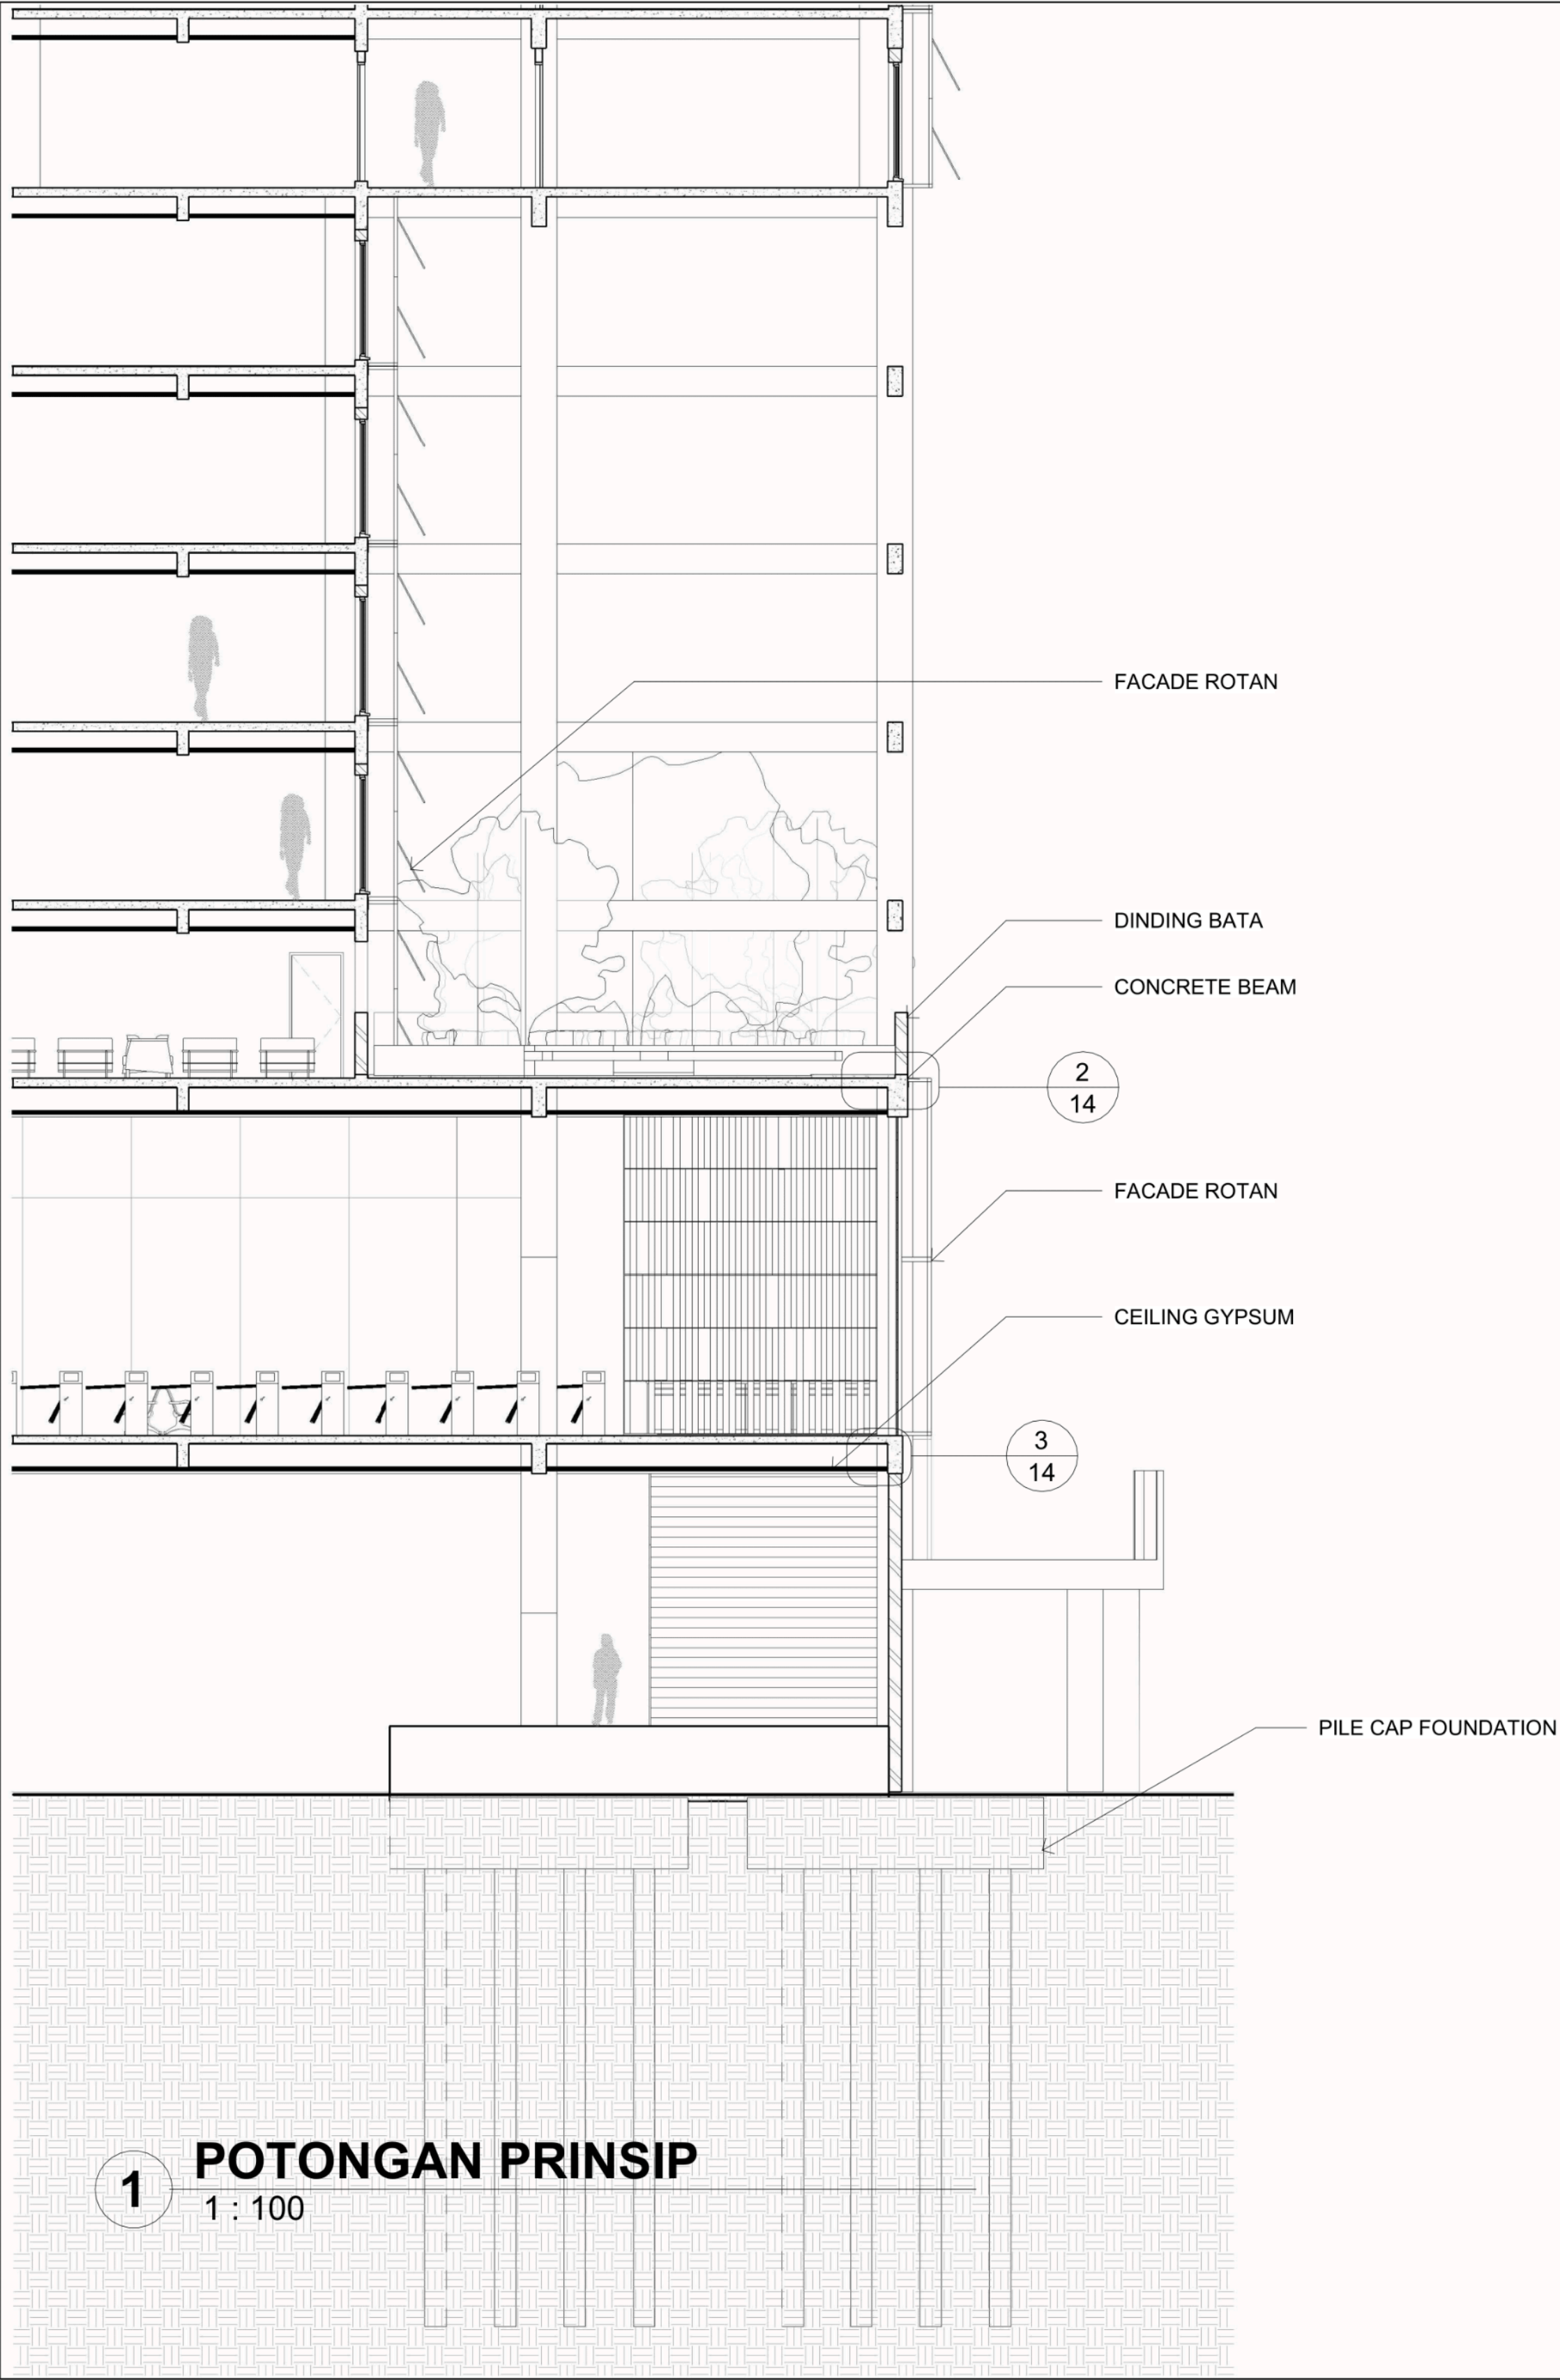 FACADE ROTAN
DINDING BATA
CONCRETE BEAM
2
14
FACADE ROTAN
CEILING GYPSUM
3
14
PILE CAP FOUNDATION
1
POTONGAN PRINSIP
1 : 100